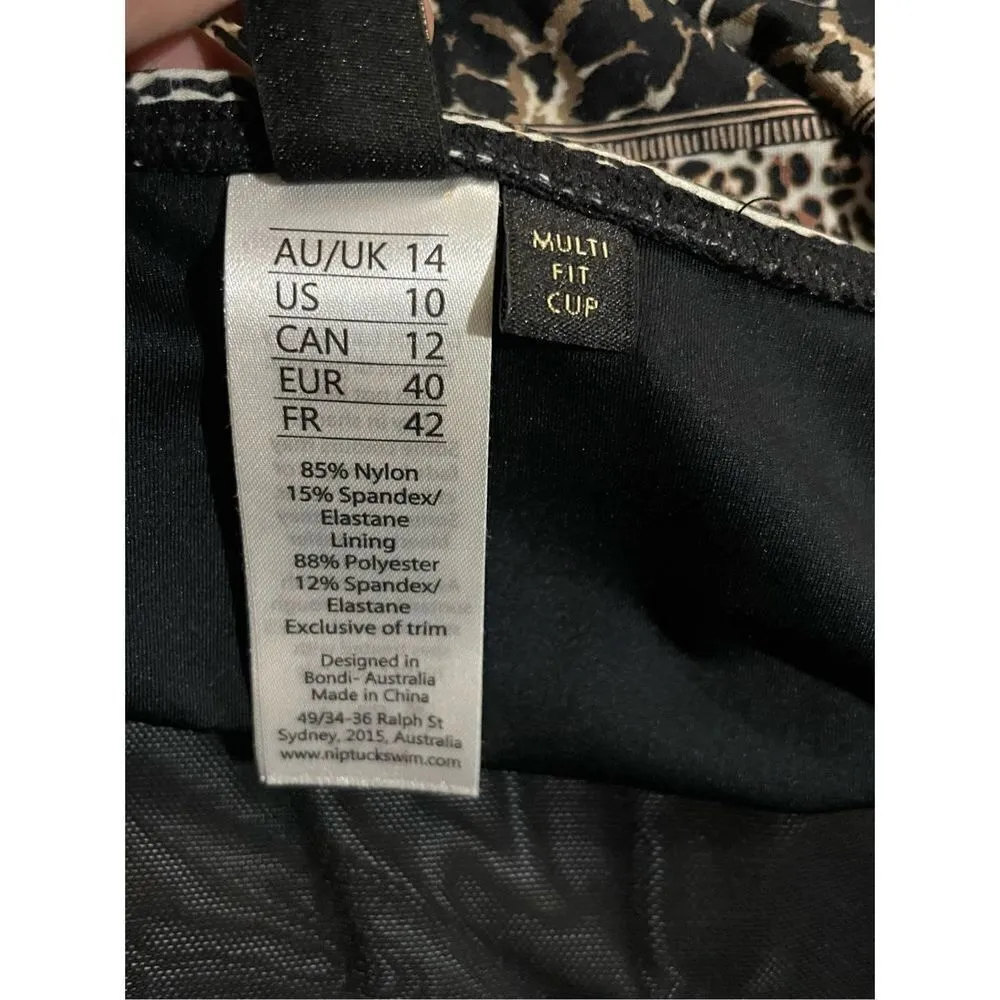 AU/UK 14
US 10
CAN 12
EUR 40
FR 42
85% Nylon
15% Spandex/
Elastane
Lining
88% Polyester
12% Spandex/
Elastane
Exclusive of trim
Designed in
Bondi- Australia
Made in China
49/34-36 Ralph St
Sydney, 2015, Australia
www.niptuckswim.com
MULTI
FIT
CUP